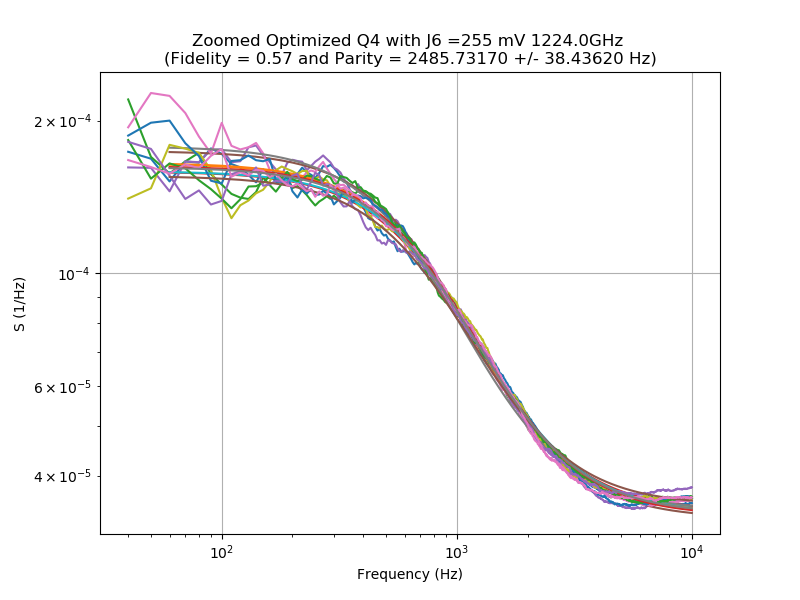 Zoomed Optimized Q4 with J6 =255 mV 1224.0GHz
(Fidelity = 0.57 and Parity = 2485.73170 +/- 38.43620 Hz)
2 × 10⁻⁴
10⁻⁴
6 × 10⁻⁵
4 × 10⁻⁵
S (1/Hz)
10² 10³ 10⁴
Frequency (Hz)